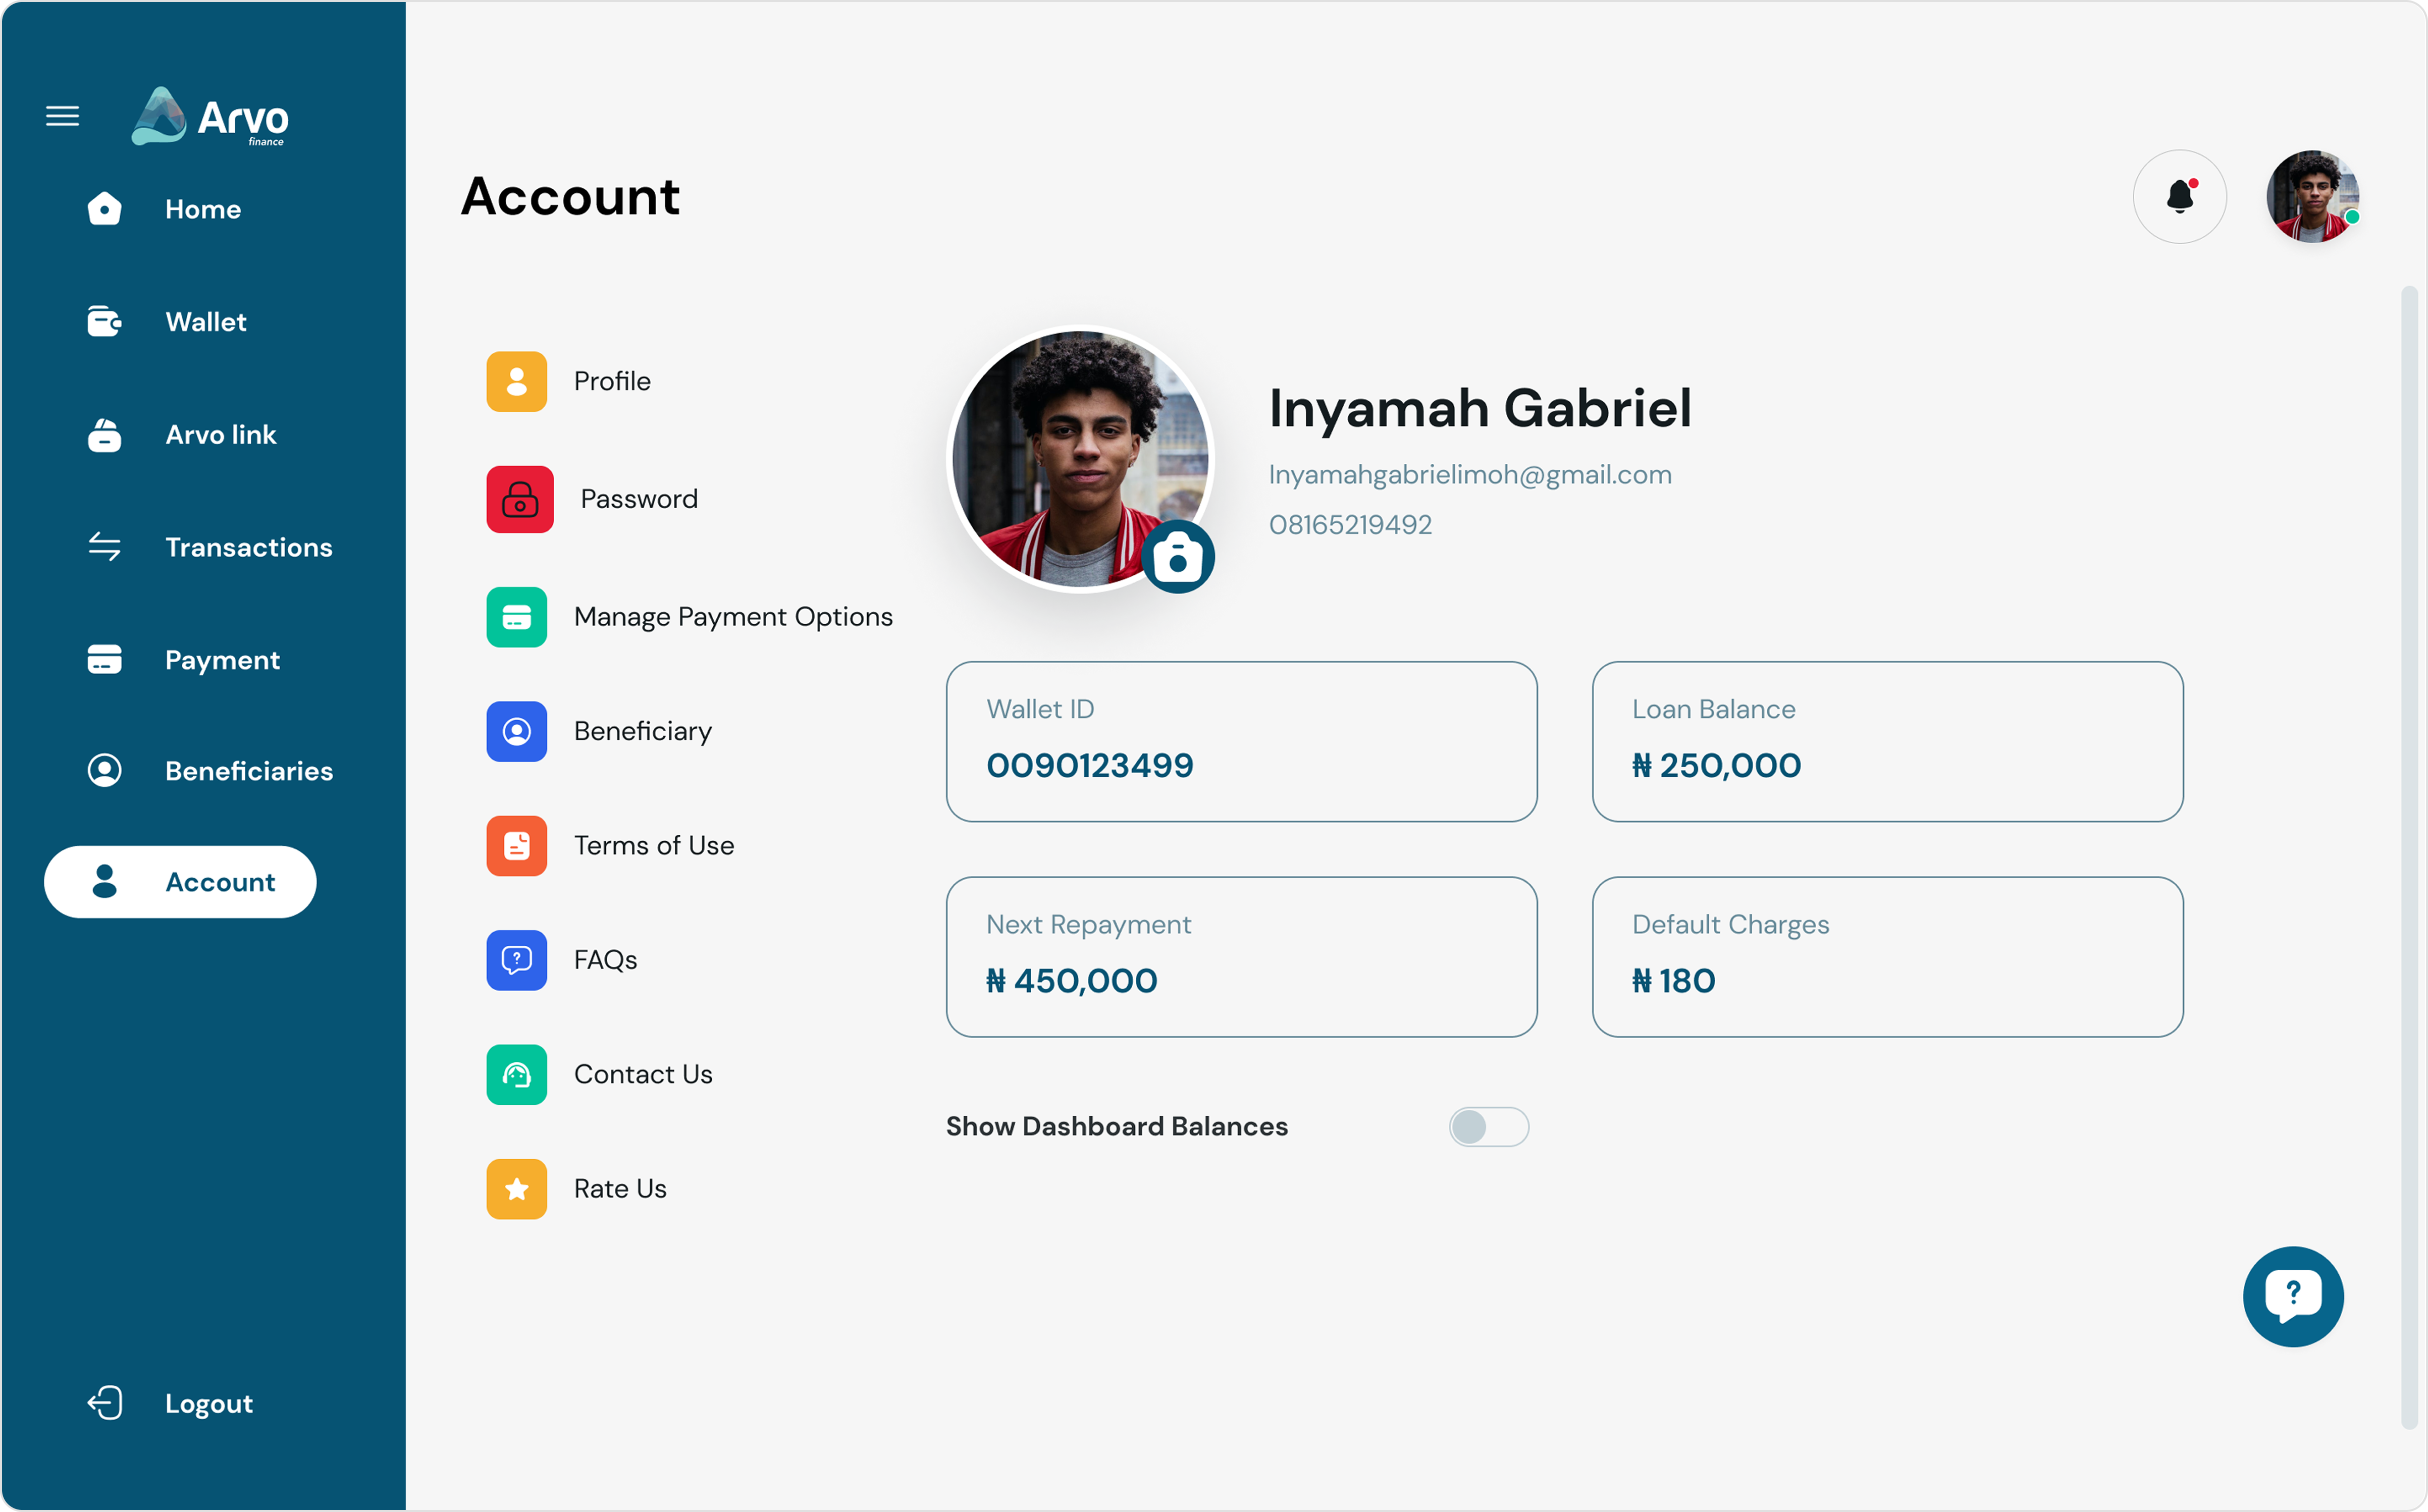 Arvo
finance
Home
Wallet
Arvo link
Transactions
Payment
Beneficiaries
Account
Logout
Account
Profile
Password
Manage Payment Options
Beneficiary
Terms of Use
?
FAQs
Contact Us
Rate Us
Inyamah Gabriel
Inyamahgabrielimoh@gmail.com
08165219492
Wallet ID
0090123499
Loan Balance
₦ 250,000
Next Repayment
₦ 450,000
Default Charges
₦ 180
Show Dashboard Balances
?